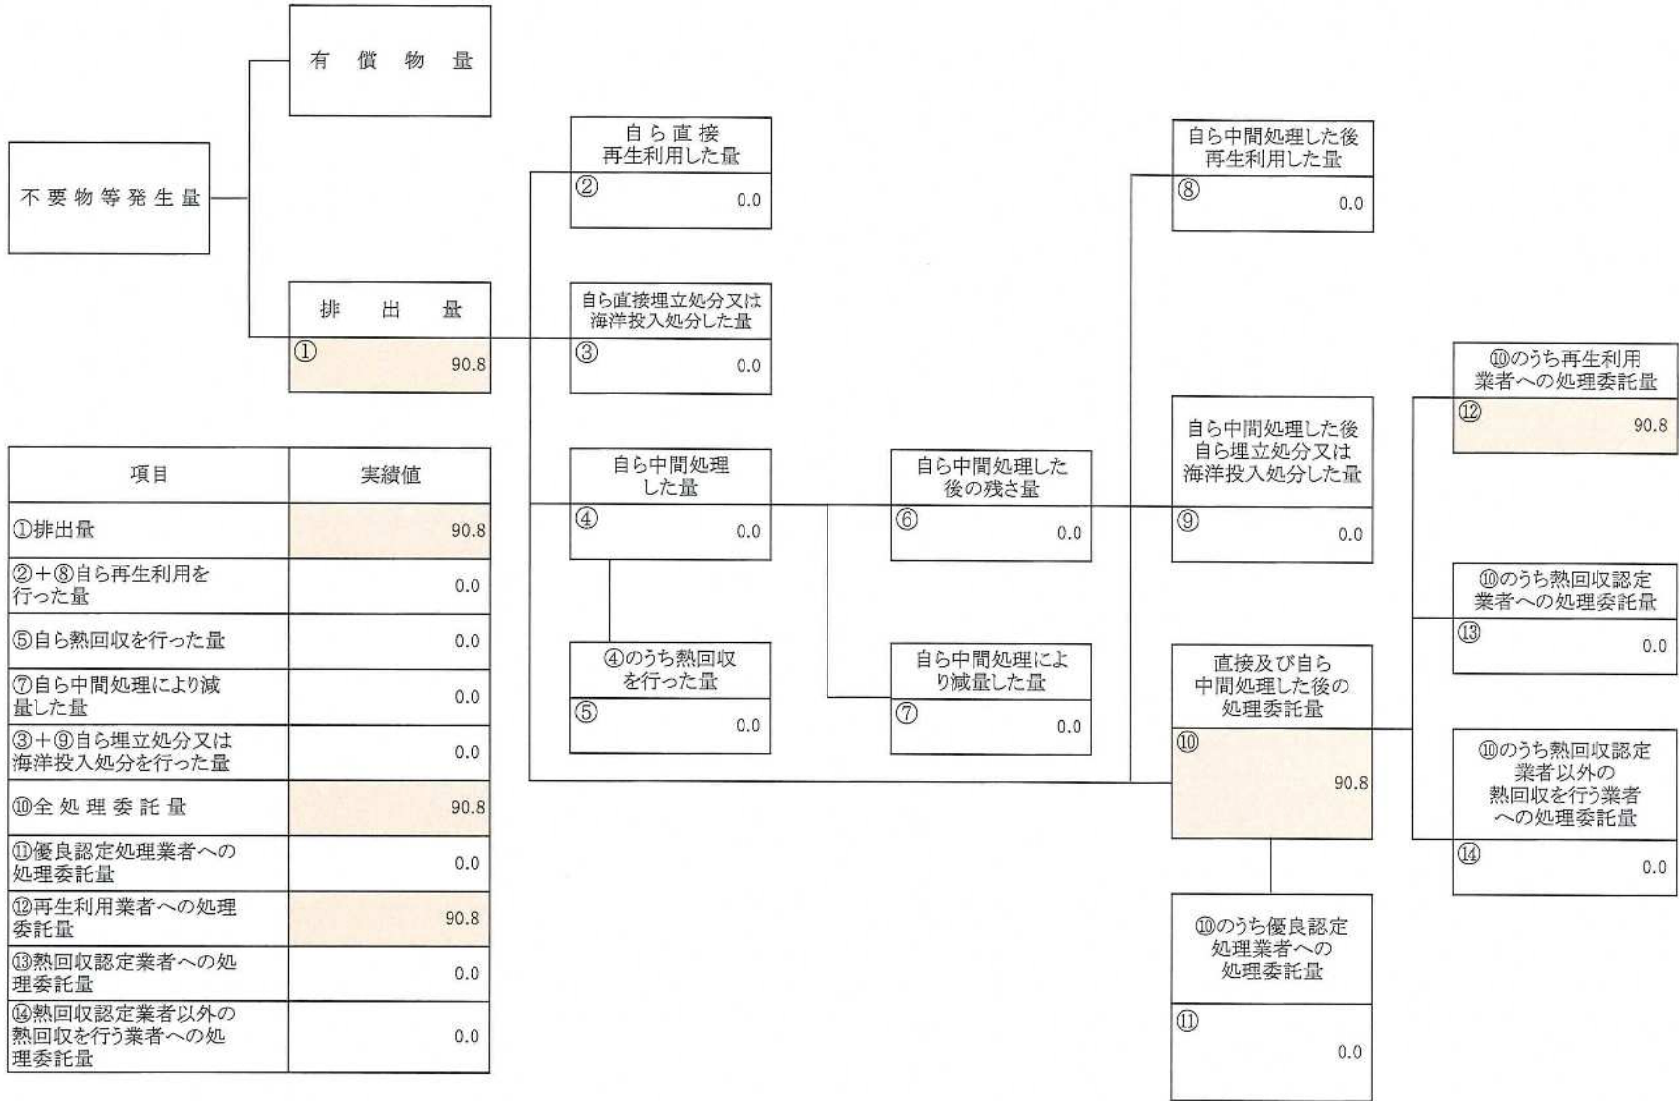 有償物量
不要物等発生量
排出量
① 90.8
自ら直接
再生利用した量
② 0.0
自ら直接埋立処分又は
海洋投入処分した量
③ 0.0
自ら中間処理
した量
④ 0.0
④のうち熱回収
を行った量
⑤ 0.0
自ら中間処理した
後の残さ量
⑥ 0.0
自ら中間処理によ
り減量した量
⑦ 0.0
自ら中間処理した後
再生利用した量
⑧ 0.0
自ら中間処理した後
自ら埋立処分又は
海洋投入処分した量
⑨ 0.0
直接及び自ら
中間処理した後の
処理委託量
⑩ 90.8
⑩のうち優良認定
処理業者への
処理委託量
⑪ 0.0
⑩のうち再生利用
業者への処理委託量
⑫ 90.8
⑩のうち熱回収認定
業者への処理委託量
⑬ 0.0
⑩のうち熱回収認定
業者以外の
熱回収を行う業者
への処理委託量
⑭ 0.0
項目 実績値
①排出量 90.8
②+⑧自ら再生利用を
行った量 0.0
⑤自ら熱回収を行った量 0.0
⑦自ら中間処理により減
量した量 0.0
③+⑨自ら埋立処分又は
海洋投入処分を行った量 0.0
⑩全処理委託量 90.8
⑪優良認定処理業者への
処理委託量 0.0
⑫再生利用業者への処理
委託量 90.8
⑬熱回収認定業者への処
理委託量 0.0
⑭熱回収認定業者以外の
熱回収を行う業者への処
理委託量 0.0